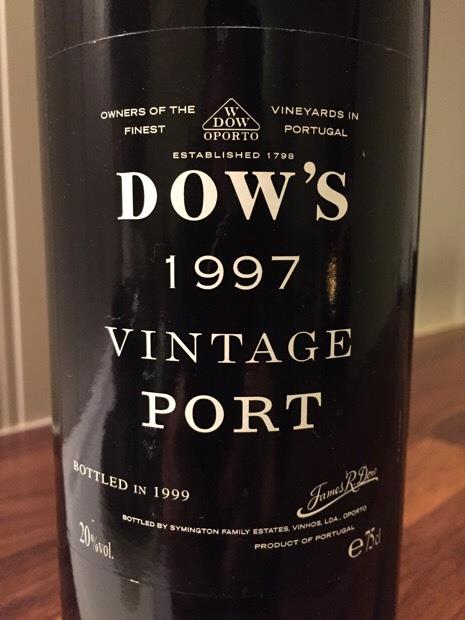 OWNERS OF THE FINEST
W
DOW
OPORTO
VINEYARDS IN PORTUGAL
ESTABLISHED 1798
DOW'S
1997
VINTAGE
PORT
BOTTLED IN 1999
James R. Dow
BOTTLED BY SYMINGTON FAMILY ESTATES, VINHOS, LDA., OPORTO
20%vol.
PRODUCT OF PORTUGAL
e 75cl